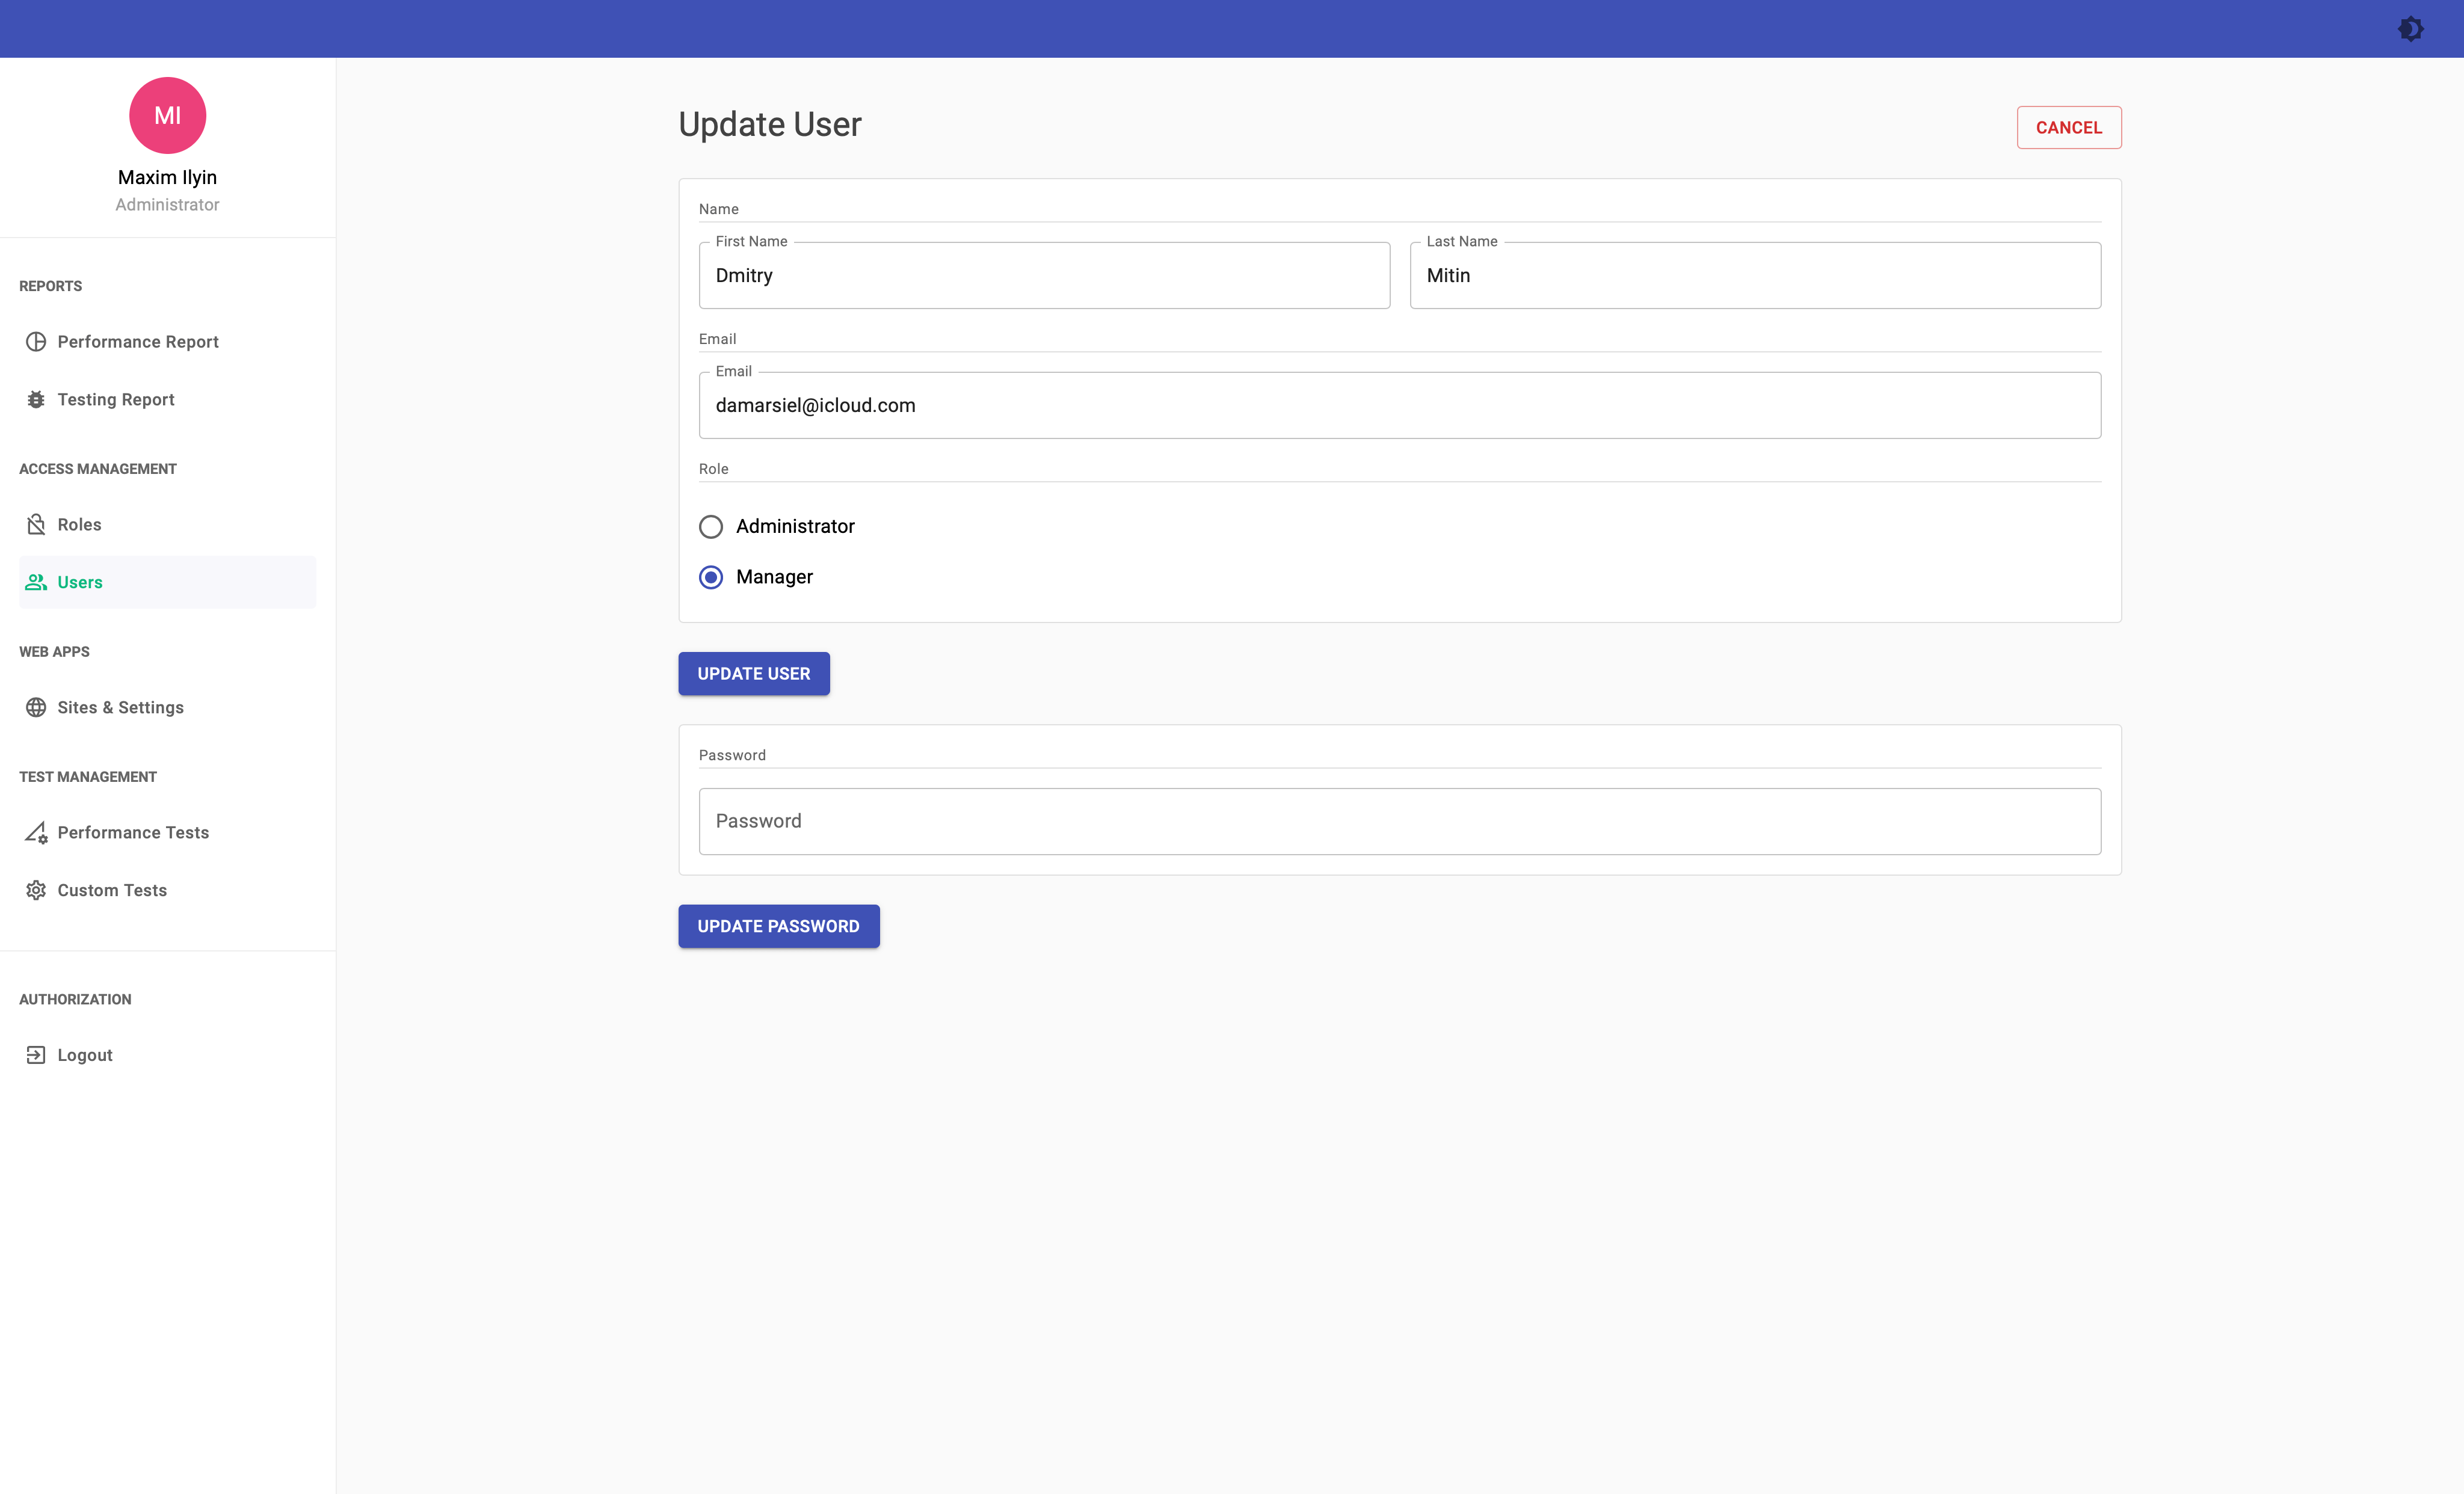 MI
Maxim Ilyin
Administrator
REPORTS
Performance Report
Testing Report
ACCESS MANAGEMENT
Roles
Users
WEB APPS
Sites & Settings
TEST MANAGEMENT
Performance Tests
Custom Tests
AUTHORIZATION
Logout
Update User
CANCEL
Name
First Name
Dmitry
Last Name
Mitin
Email
Email
damarsiel@icloud.com
Role
Administrator
Manager
UPDATE USER
Password
Password
UPDATE PASSWORD